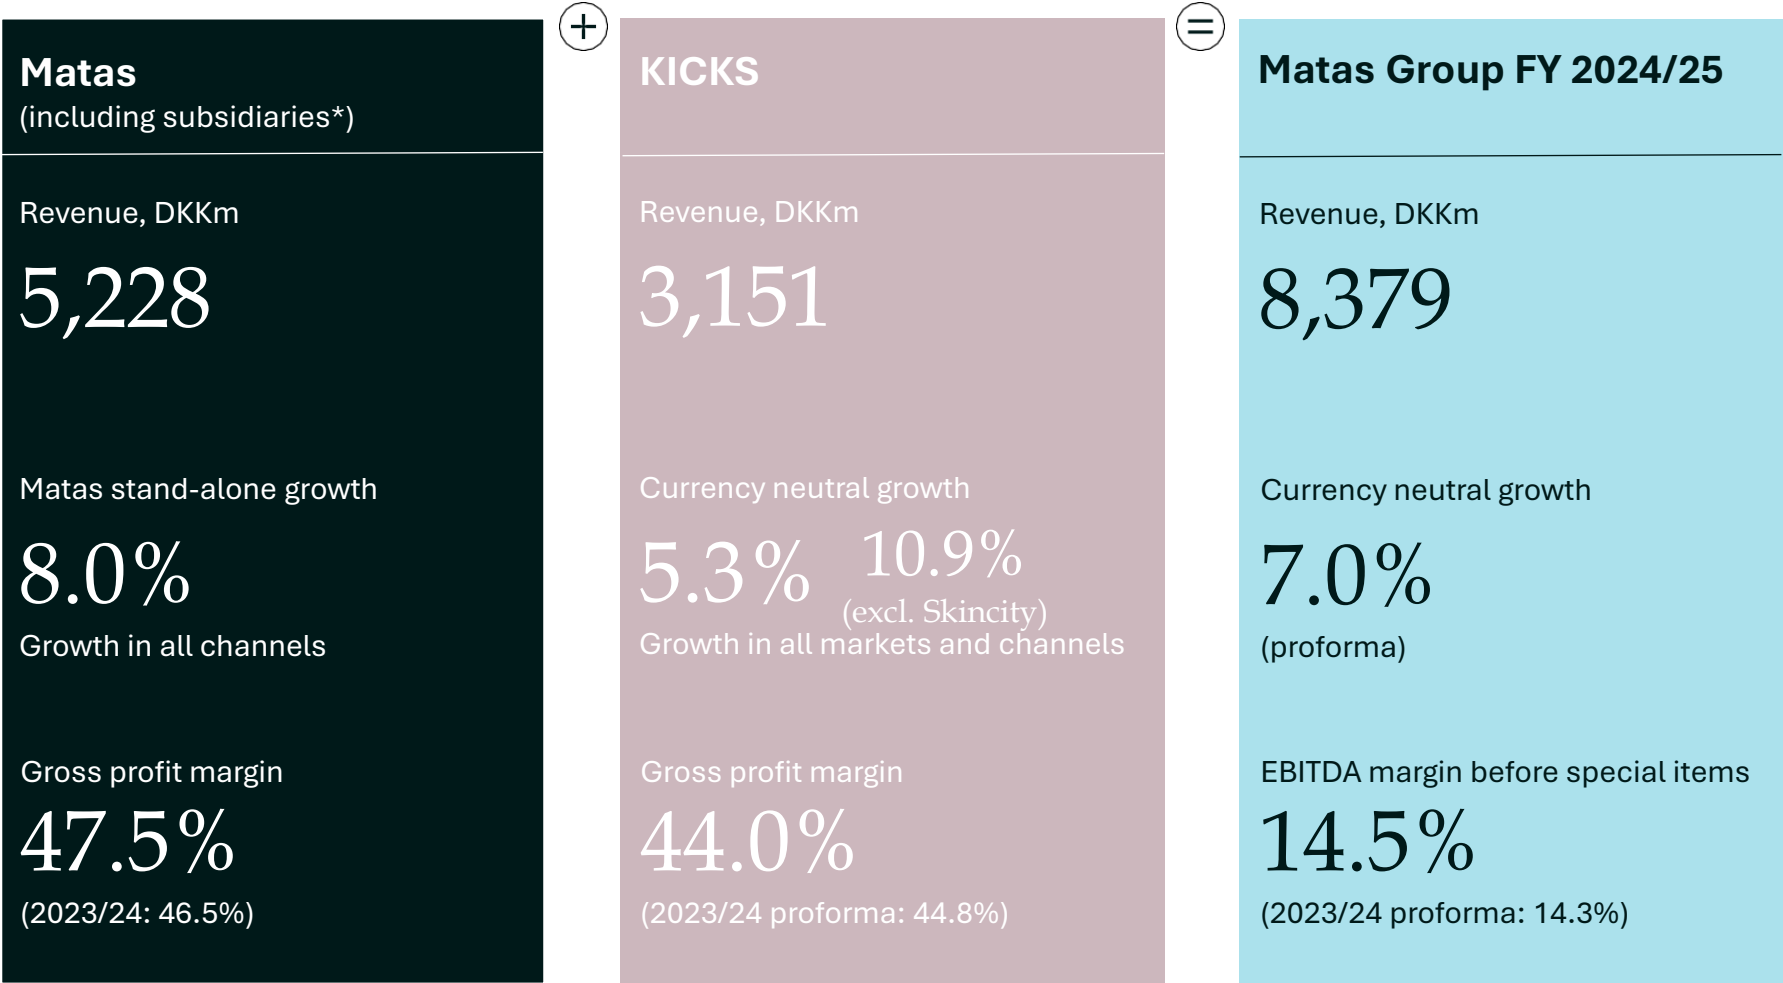 +
=
Matas
(including subsidiaries*)
Revenue, DKKm
5,228
Matas stand-alone growth
8.0%
Growth in all channels
Gross profit margin
47.5%
(2023/24: 46.5%)
KICKS
Revenue, DKKm
3,151
Currency neutral growth
5.3% 10.9%
(excl. Skincity)
Growth in all markets and channels
Gross profit margin
44.0%
(2023/24 proforma: 44.8%)
Matas Group FY 2024/25
Revenue, DKKm
8,379
Currency neutral growth
7.0%
(proforma)
EBITDA margin before special items
14.5%
(2023/24 proforma: 14.3%)